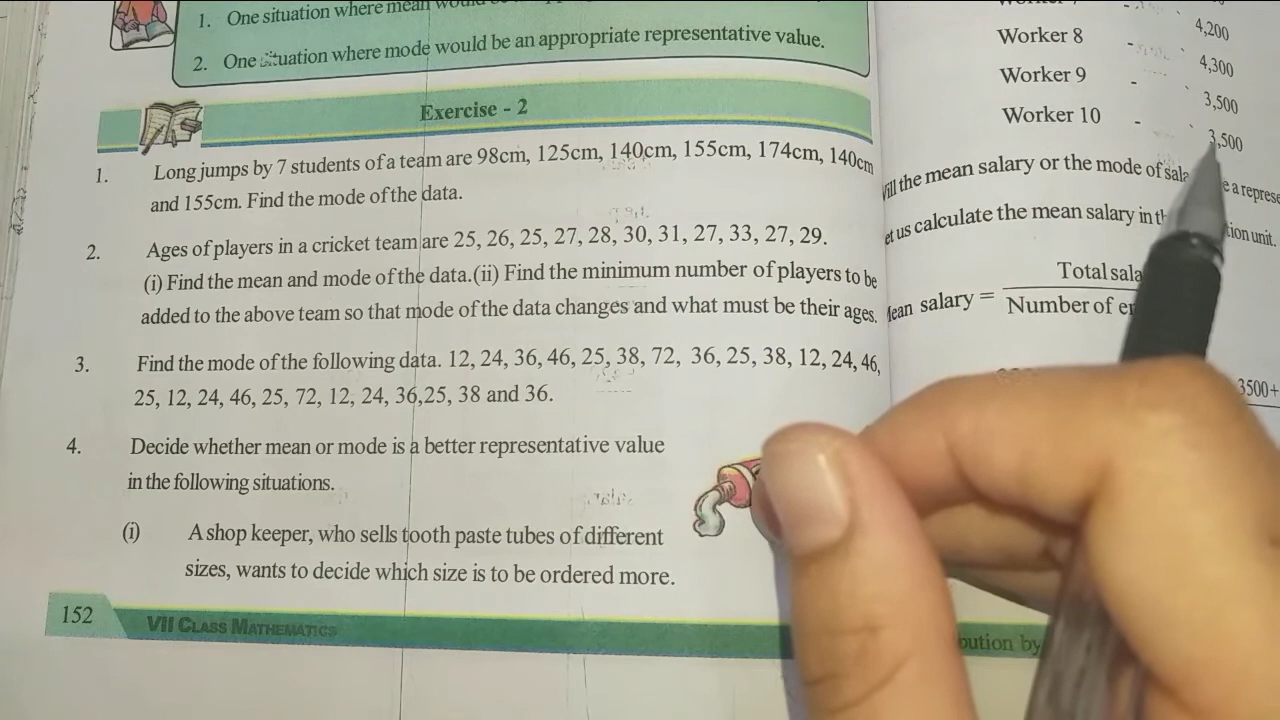 1. One situation where mean
2. One situation where mode would be an appropriate representative value.
Exercise - 2
1. Long jumps by 7 students of a team are 98cm, 125cm, 140cm, 155cm, 174cm, 140cm
and 155cm. Find the mode of the data.
2. Ages of players in a cricket team are 25, 26, 25, 27, 28, 30, 31, 27, 33, 27, 29.
(i) Find the mean and mode of the data.(ii) Find the minimum number of players to be
added to the above team so that mode of the data changes and what must be their ages.
3. Find the mode of the following data. 12, 24, 36, 46, 25, 38, 72, 36, 25, 38, 12, 24, 46,
25, 12, 24, 46, 25, 72, 12, 24, 36,25, 38 and 36.
4. Decide whether mean or mode is a better representative value
in the following situations.
(i) A shop keeper, who sells tooth paste tubes of different
sizes, wants to decide which size is to be ordered more.
152 VII CLASS MATHEMATICS
4,200
Worker 8 - 4,300
Worker 9 - 3,500
Worker 10 - 3,500
the mean salary or the mode of
us calculate the mean salary in
unit.
Total
salary =
Number of
3500+
by